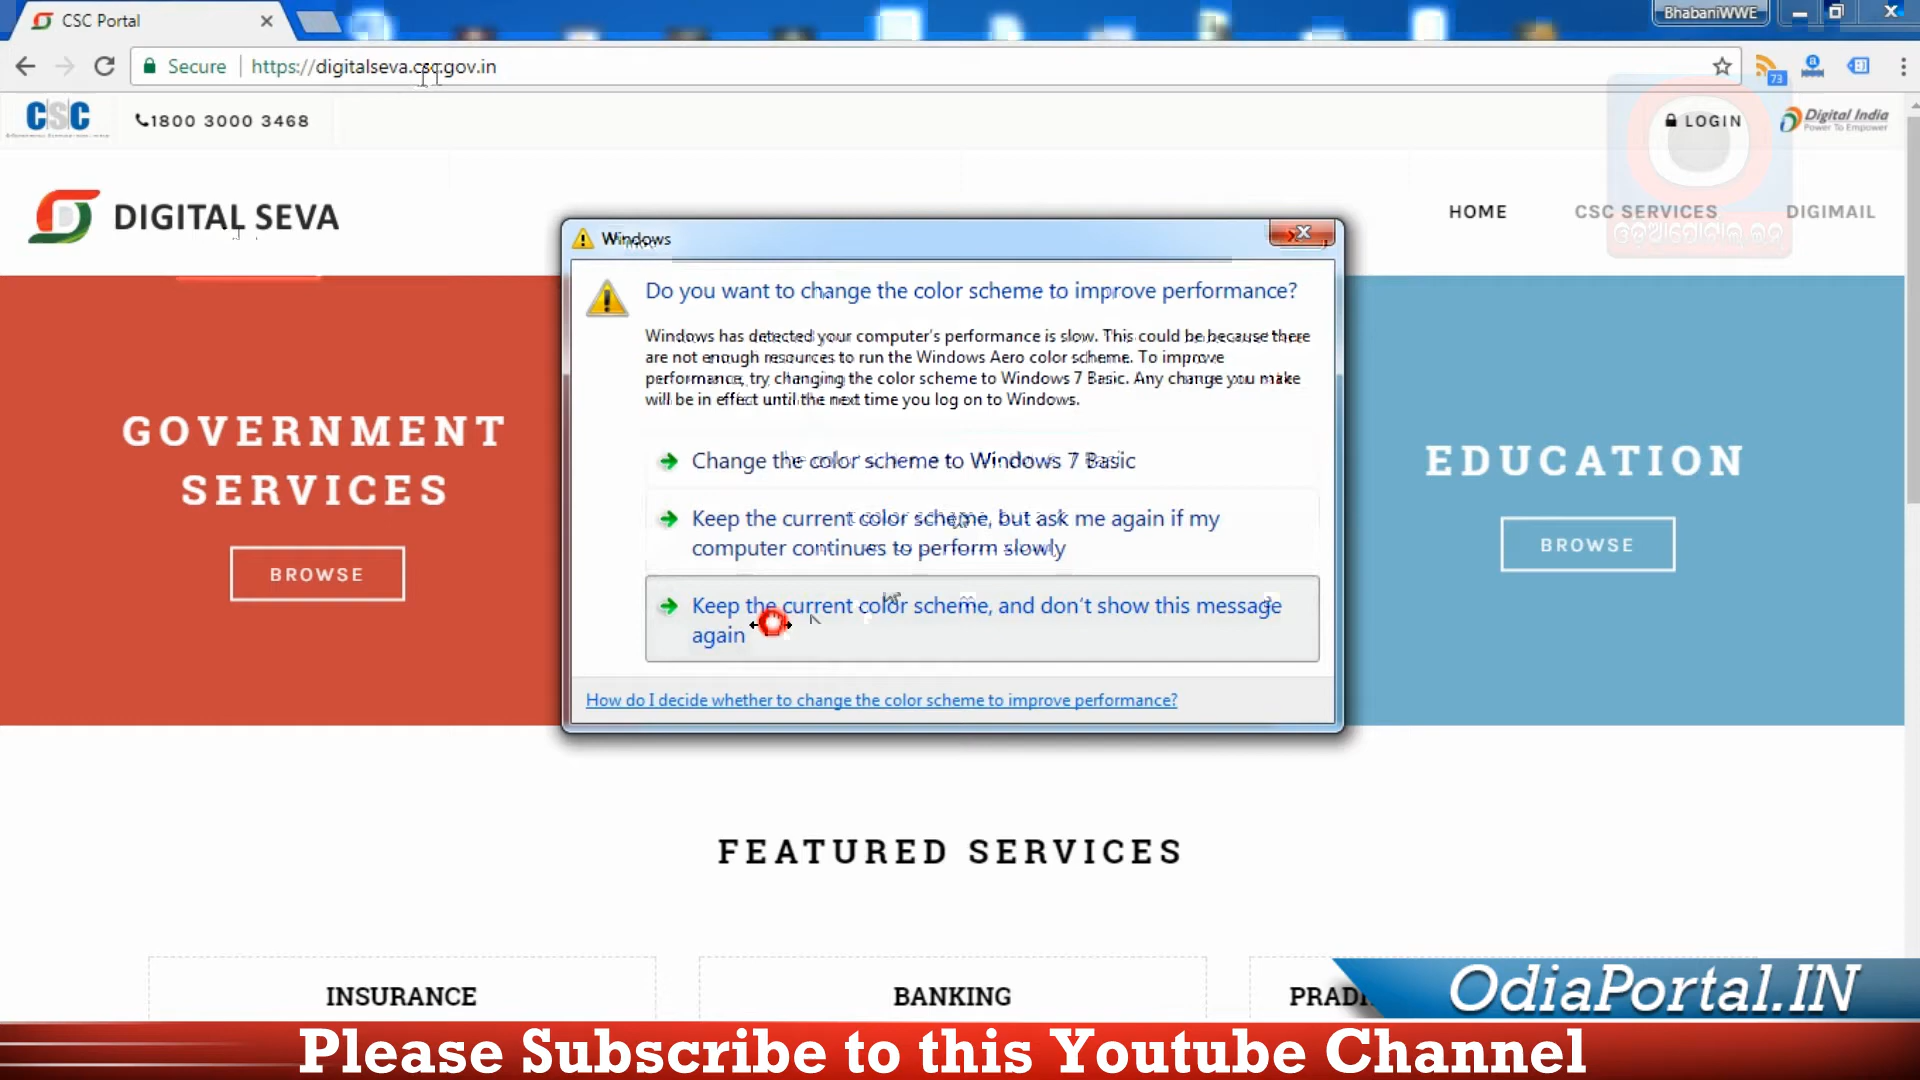 CSC Portal
BhabaniWWE
Secure
https://digitalseva.csc.gov.in
73
CSC
1800 3000 3468
LOGIN
Digital India
Power To Empower
DIGITAL SEVA
HOME
CSC SERVICES
DIGIMAIL
ଓଡ଼ିଆପୋର୍ଟାଲ୍.ଇନ୍
Windows
Do you want to change the color scheme to improve performance?
Windows has detected your computer's performance is slow. This could be because there
are not enough resources to run the Windows Aero color scheme. To improve
performance, try changing the color scheme to Windows 7 Basic. Any change you make
will be in effect until the next time you log on to Windows.
Change the color scheme to Windows 7 Basic
Keep the current color scheme, but ask me again if my
computer continues to perform slowly
Keep the current color scheme, and don't show this message
again
How do I decide whether to change the color scheme to improve performance?
GOVERNMENT
SERVICES
BROWSE
EDUCATION
BROWSE
FEATURED SERVICES
INSURANCE
BANKING
OdiaPortal.IN
Please Subscribe to this Youtube Channel